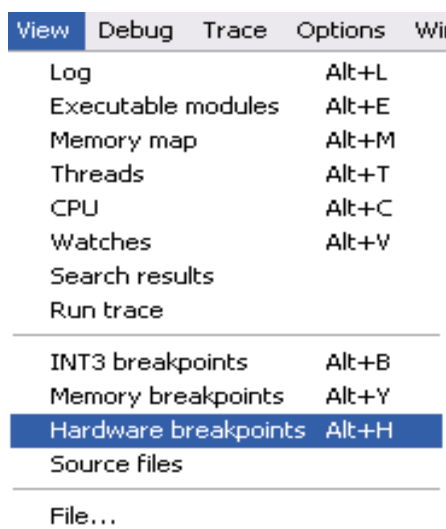 View Debug Trace Options
Log Alt+L
Executable modules Alt+E
Memory map Alt+M
Threads Alt+T
CPU Alt+C
Watches Alt+V
Search results
Run trace
INT3 breakpoints Alt+B
Memory breakpoints Alt+Y
Hardware breakpoints Alt+H
Source files
File...